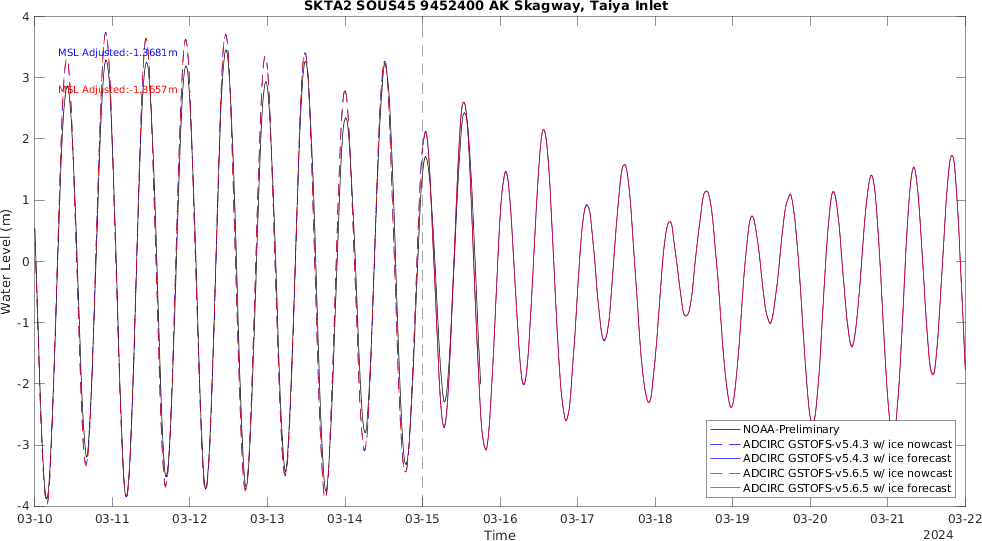 SKTA2 SOUS45 9452400 AK Skagway, Taiya Inlet
4
3
2
1
0
-1
-2
-3
-4
Water Level (m)
MSL Adjusted:-1.3681m
MSL Adjusted:-1.3657m
NOAA-Preliminary
ADCIRC GSTOFS-v5.4.3 w/ ice nowcast
ADCIRC GSTOFS-v5.4.3 w/ ice forecast
ADCIRC GSTOFS-v5.6.5 w/ ice nowcast
ADCIRC GSTOFS-v5.6.5 w/ ice forecast
03-10 03-11 03-12 03-13 03-14 03-15 03-16 03-17 03-18 03-19 03-20 03-21 03-22
Time
2024